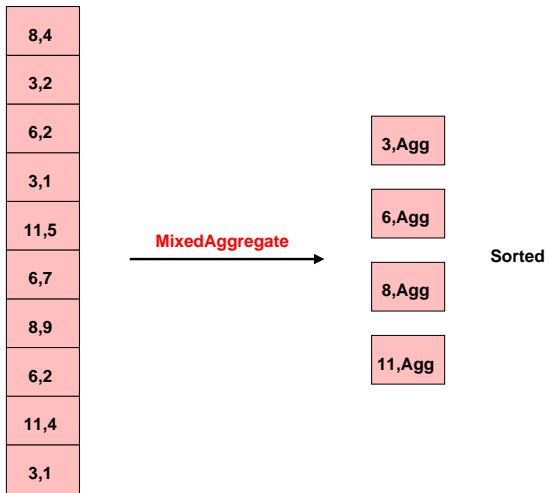 8,4
3,2
6,2
3,1
11,5
6,7
8,9
6,2
11,4
3,1
MixedAggregate
3,Agg
6,Agg
8,Agg
11,Agg
Sorted